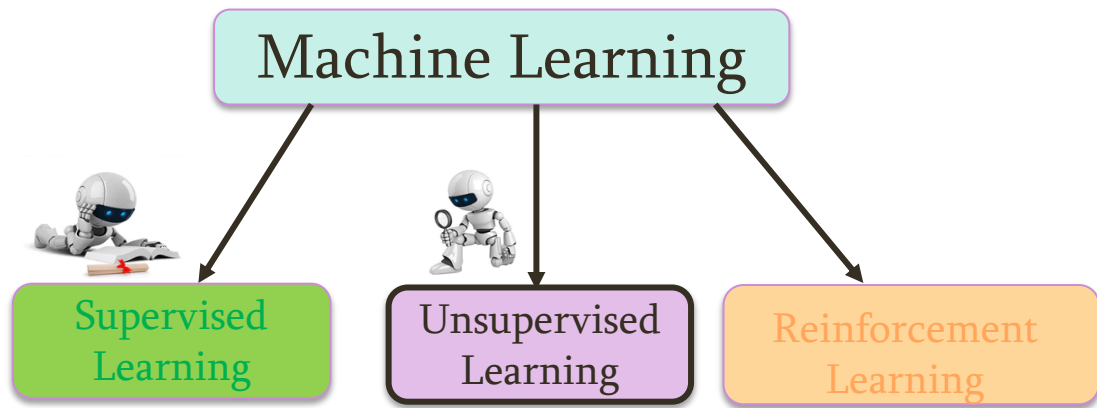 Machine Learning
Supervised
Learning
Unsupervised
Learning
Reinforcement
Learning